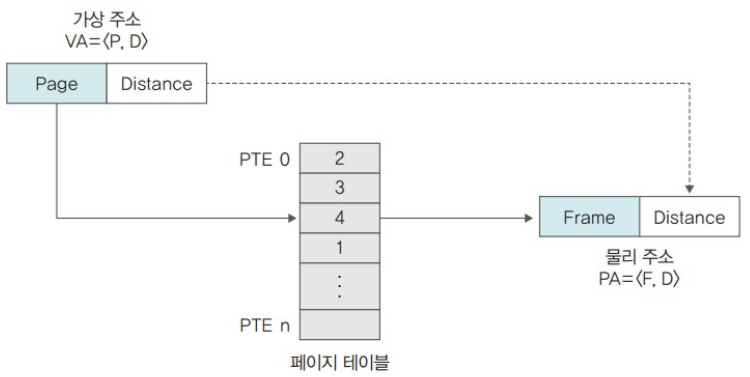 가상 주소
VA=⟨P, D⟩
Page Distance
PTE 0 2
3
4
1
⋮
PTE n
페이지 테이블
Frame Distance
물리 주소
PA=⟨F, D⟩